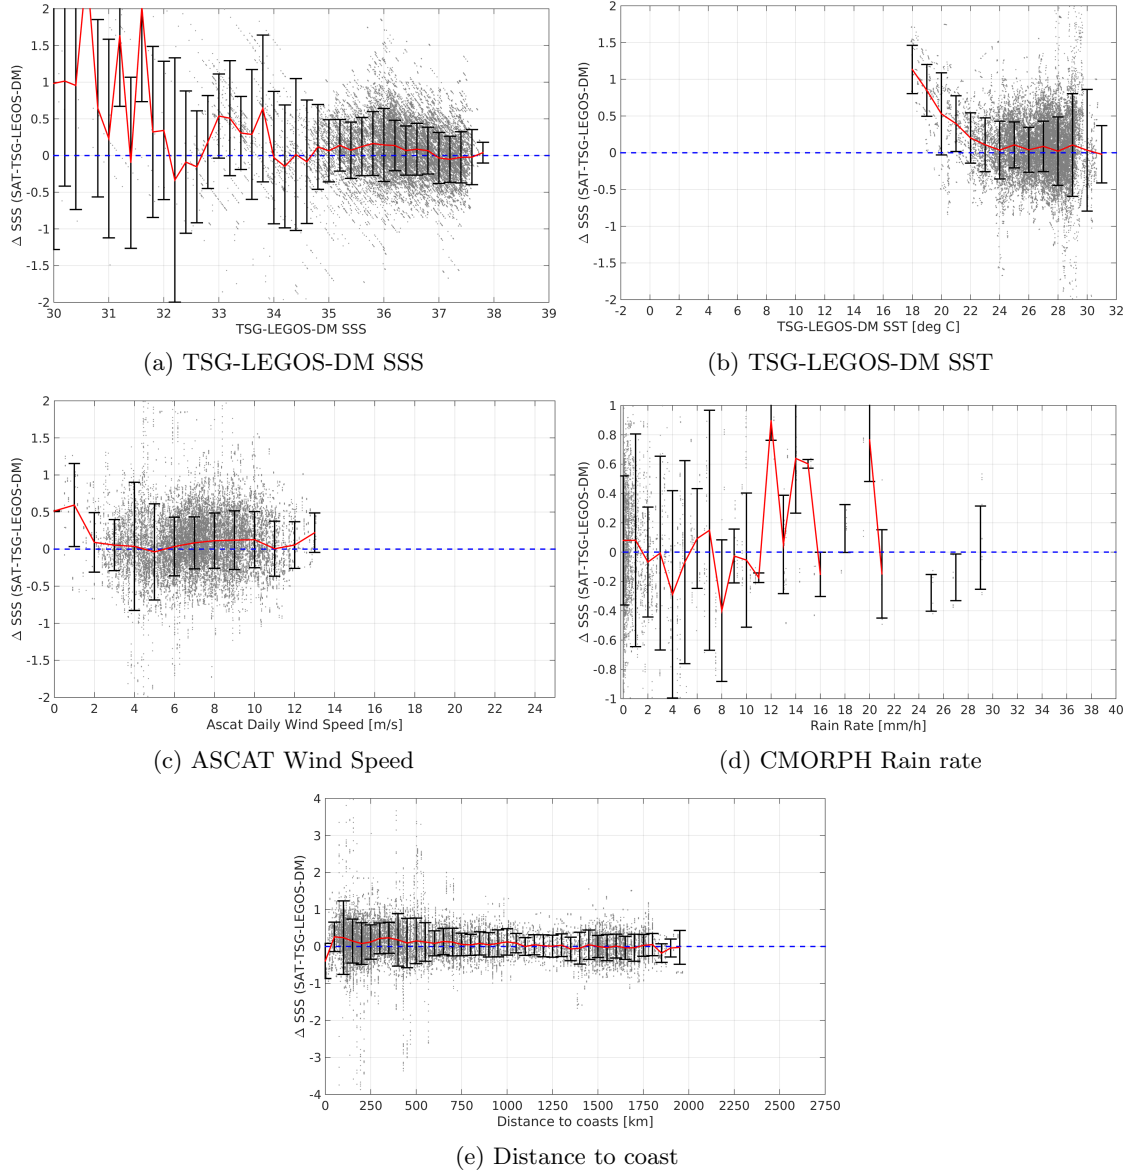 2
1.5
1
0.5
0
-0.5
-1
-1.5
-2
Δ SSS (SAT-TSG-LEGOS-DM)
30 31 32 33 34 35 36 37 38 39
TSG-LEGOS-DM SSS
(a) TSG-LEGOS-DM SSS
2
1.5
1
0.5
0
-0.5
-1
-1.5
-2
Δ SSS (SAT-TSG-LEGOS-DM)
-2 0 2 4 6 8 10 12 14 16 18 20 22 24 26 28 30 32
TSG-LEGOS-DM SST [deg C]
(b) TSG-LEGOS-DM SST
2
1.5
1
0.5
0
-0.5
-1
-1.5
-2
Δ SSS (SAT-TSG-LEGOS-DM)
0 2 4 6 8 10 12 14 16 18 20 22 24
Ascat Daily Wind Speed [m/s]
(c) ASCAT Wind Speed
1
0.8
0.6
0.4
0.2
0
-0.2
-0.4
-0.6
-0.8
-1
Δ SSS (SAT-TSG-LEGOS-DM)
0 2 4 6 8 10 12 14 16 18 20 22 24 26 28 30 32 34 36 38 40
Rain Rate [mm/h]
(d) CMORPH Rain rate
4
3
2
1
0
-1
-2
-3
-4
Δ SSS (SAT-TSG-LEGOS-DM)
0 250 500 750 1000 1250 1500 1750 2000 2250 2500 2750
Distance to coasts [km]
(e) Distance to coast